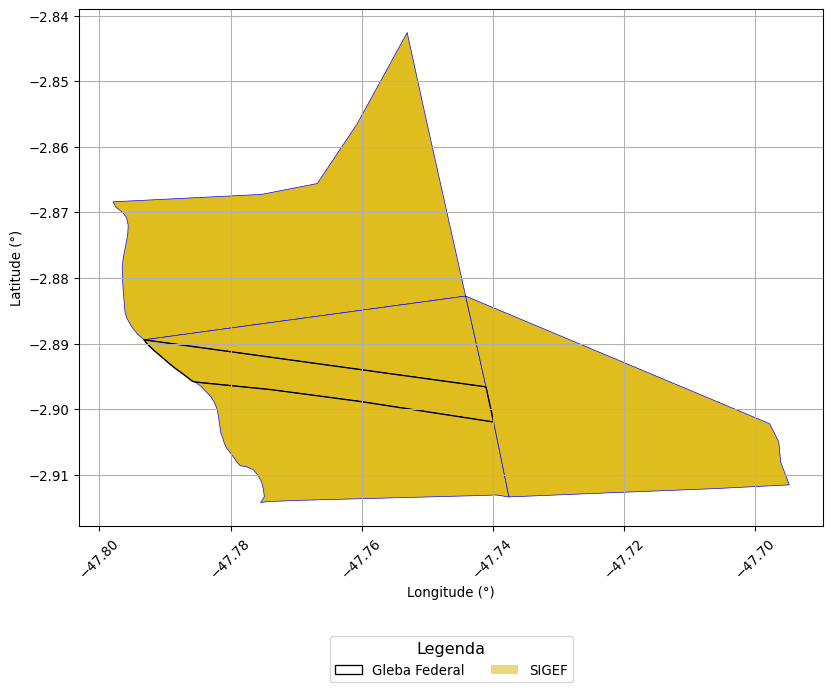 −2.84
−2.85
−2.86
−2.87
−2.88
−2.89
−2.90
−2.91
Latitude (°)
−47.80
−47.78
−47.76
−47.74
−47.72
−47.70
Longitude (°)
Legenda
Gleba Federal
SIGEF